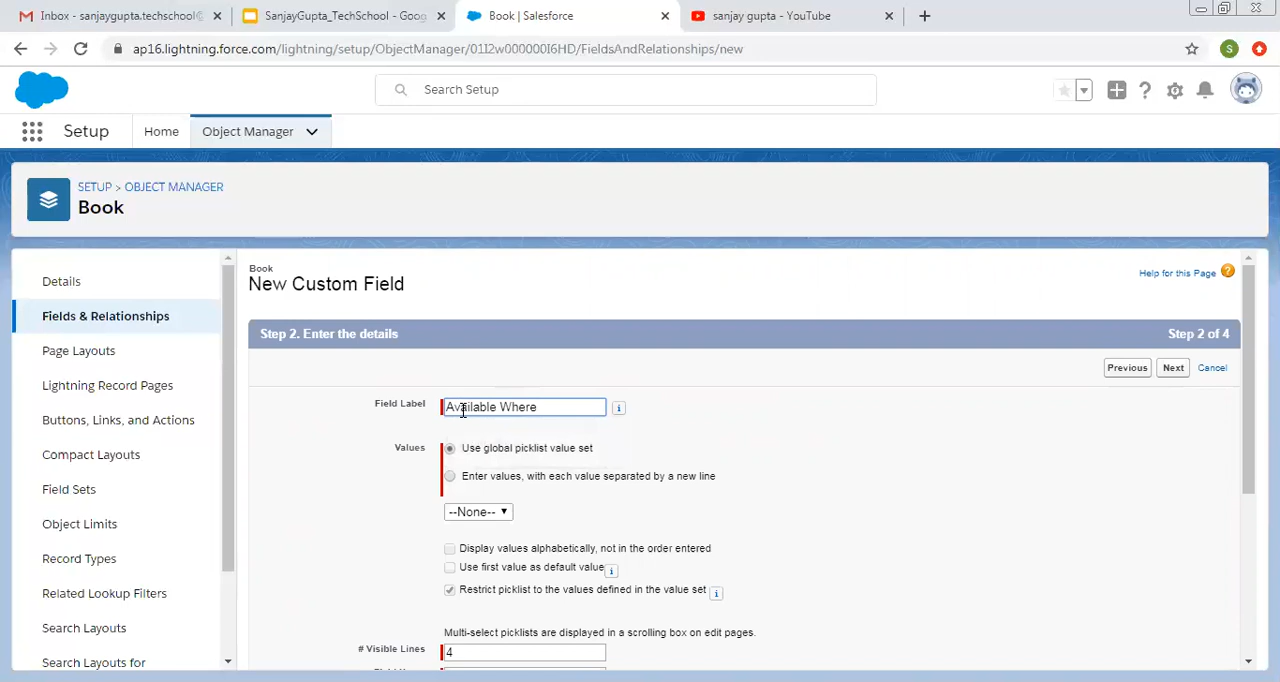 Inbox - sanjaygupta.techschool@
SanjayGupta_TechSchool - Goog
Book | Salesforce
sanjay gupta - YouTube
ap16.lightning.force.com/lightning/setup/ObjectManager/01I2w000000I6HD/FieldsAndRelationships/new
S
Search Setup
Setup
Home
Object Manager
SETUP > OBJECT MANAGER
Book
Details
Fields & Relationships
Page Layouts
Lightning Record Pages
Buttons, Links, and Actions
Compact Layouts
Field Sets
Object Limits
Record Types
Related Lookup Filters
Search Layouts
Search Layouts for
Book
New Custom Field
Help for this Page
Step 2. Enter the details
Step 2 of 4
Previous
Next
Cancel
Field Label
Available Where
Values
Use global picklist value set
Enter values, with each value separated by a new line
--None--
Display values alphabetically, not in the order entered
Use first value as default value
Restrict picklist to the values defined in the value set
Multi-select picklists are displayed in a scrolling box on edit pages.
# Visible Lines
4